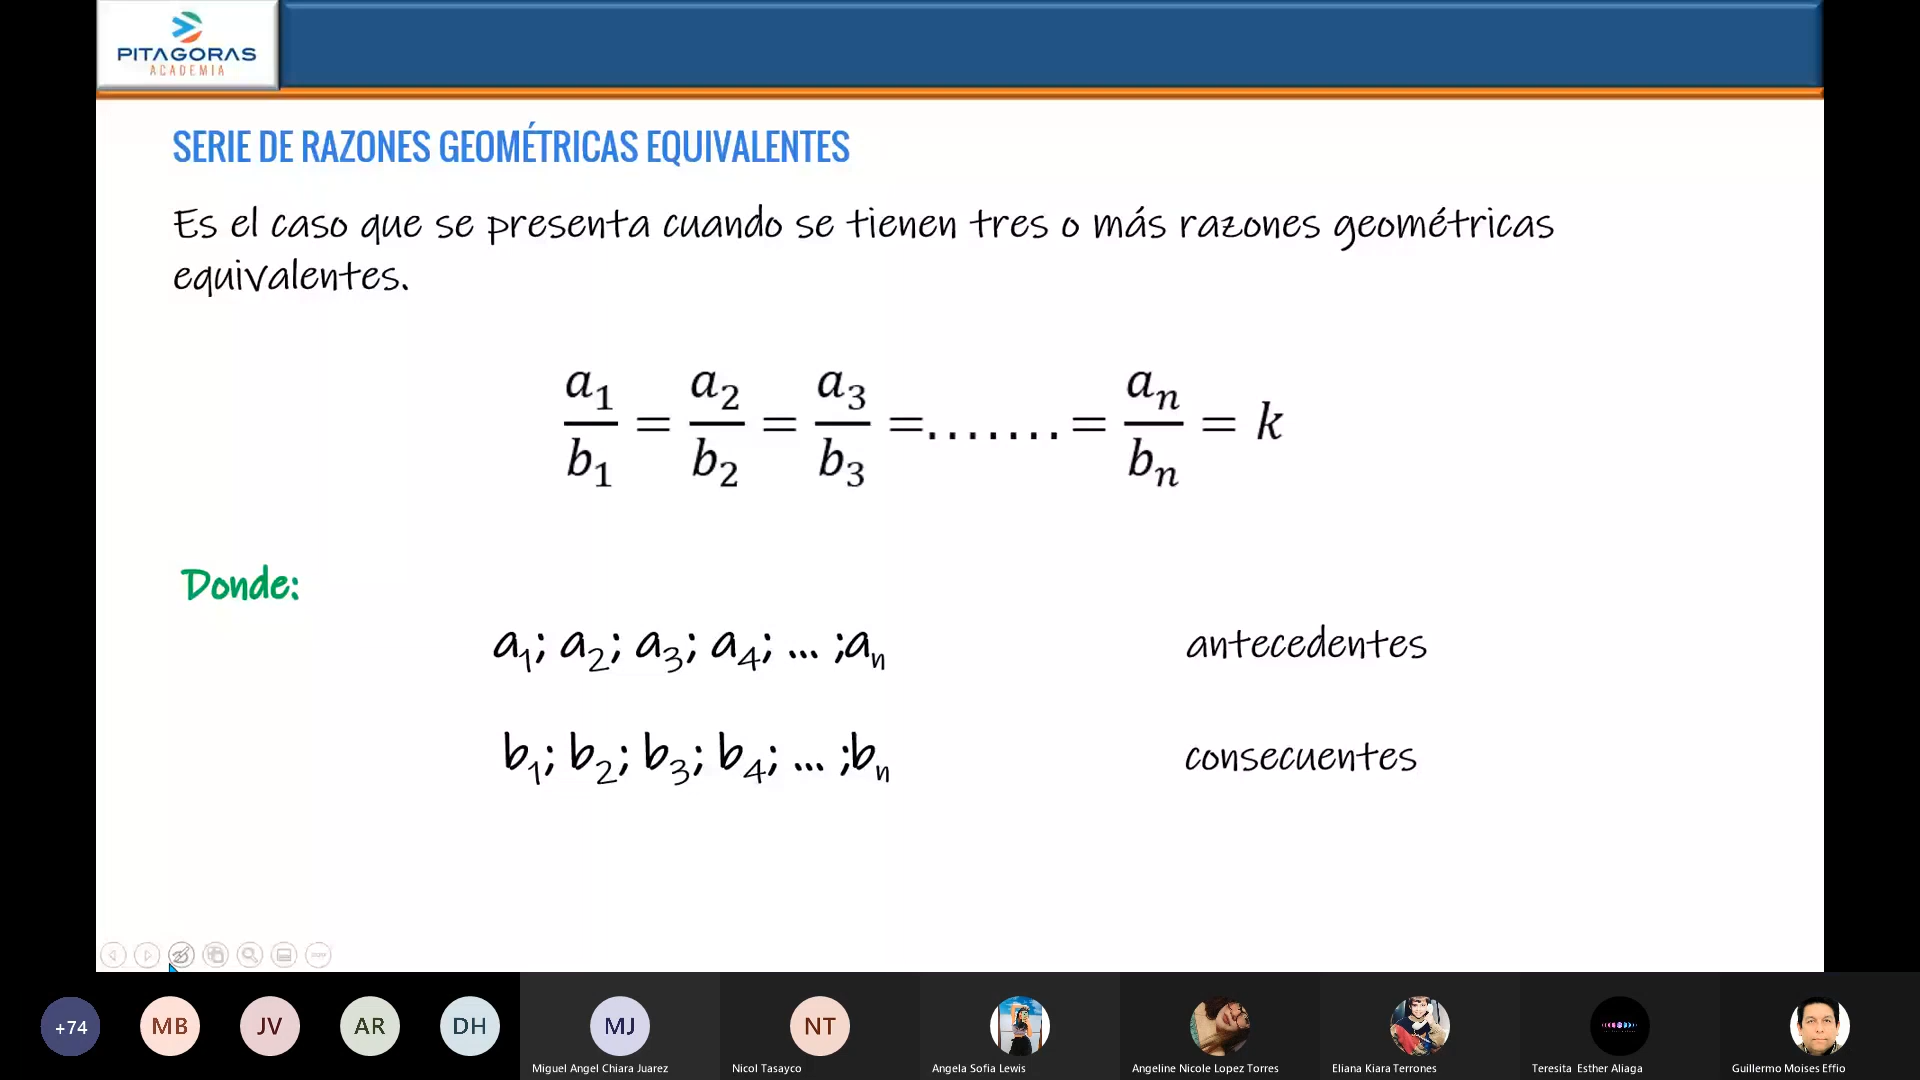 PITAGORAS
ACADEMIA
SERIE DE RAZONES GEOMÉTRICAS EQUIVALENTES
Es el caso que se presenta cuando se tienen tres o más razones geométricas
equivalentes.
a₁/b₁ = a₂/b₂ = a₃/b₃ =.......= aₙ/bₙ = k
Donde:
a₁; a₂; a₃; a₄; ... ;aₙ antecedentes
b₁; b₂; b₃; b₄; ... ;bₙ consecuentes
+74 MB JV AR DH MJ NT
Miguel Angel Chiara Juarez Nicol Tasayco Angela Sofia Lewis Angeline Nicole Lopez Torres Eliana Kiara Terrones Teresita Esther Aliaga Guillermo Moises Effio